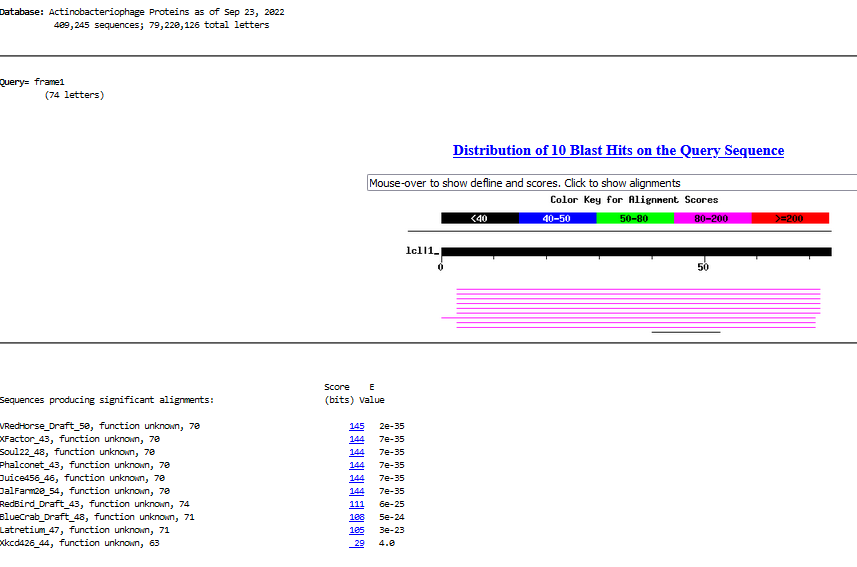 Database: Actinobacteriophage Proteins as of Sep 23, 2022
409,245 sequences; 79,220,126 total letters
Query= frame1
(74 letters)
Distribution of 10 Blast Hits on the Query Sequence
Mouse-over to show defline and scores. Click to show alignments
Color Key for Alignment Scores
<40 40-50 50-80 80-200 >=200
lcl|1_
0 50
Score E
Sequences producing significant alignments: (bits) Value
VRedHorse_Draft_50, function unknown, 70 145 2e-35
XFactor_43, function unknown, 70 144 7e-35
Soul22_48, function unknown, 70 144 7e-35
Phalconet_43, function unknown, 70 144 7e-35
Juice456_46, function unknown, 70 144 7e-35
JalFarm20_54, function unknown, 70 144 7e-35
RedBird_Draft_43, function unknown, 74 111 6e-25
BlueCrab_Draft_48, function unknown, 71 108 5e-24
Latretium_47, function unknown, 71 105 3e-23
Xkcd426_44, function unknown, 63 29 4.0